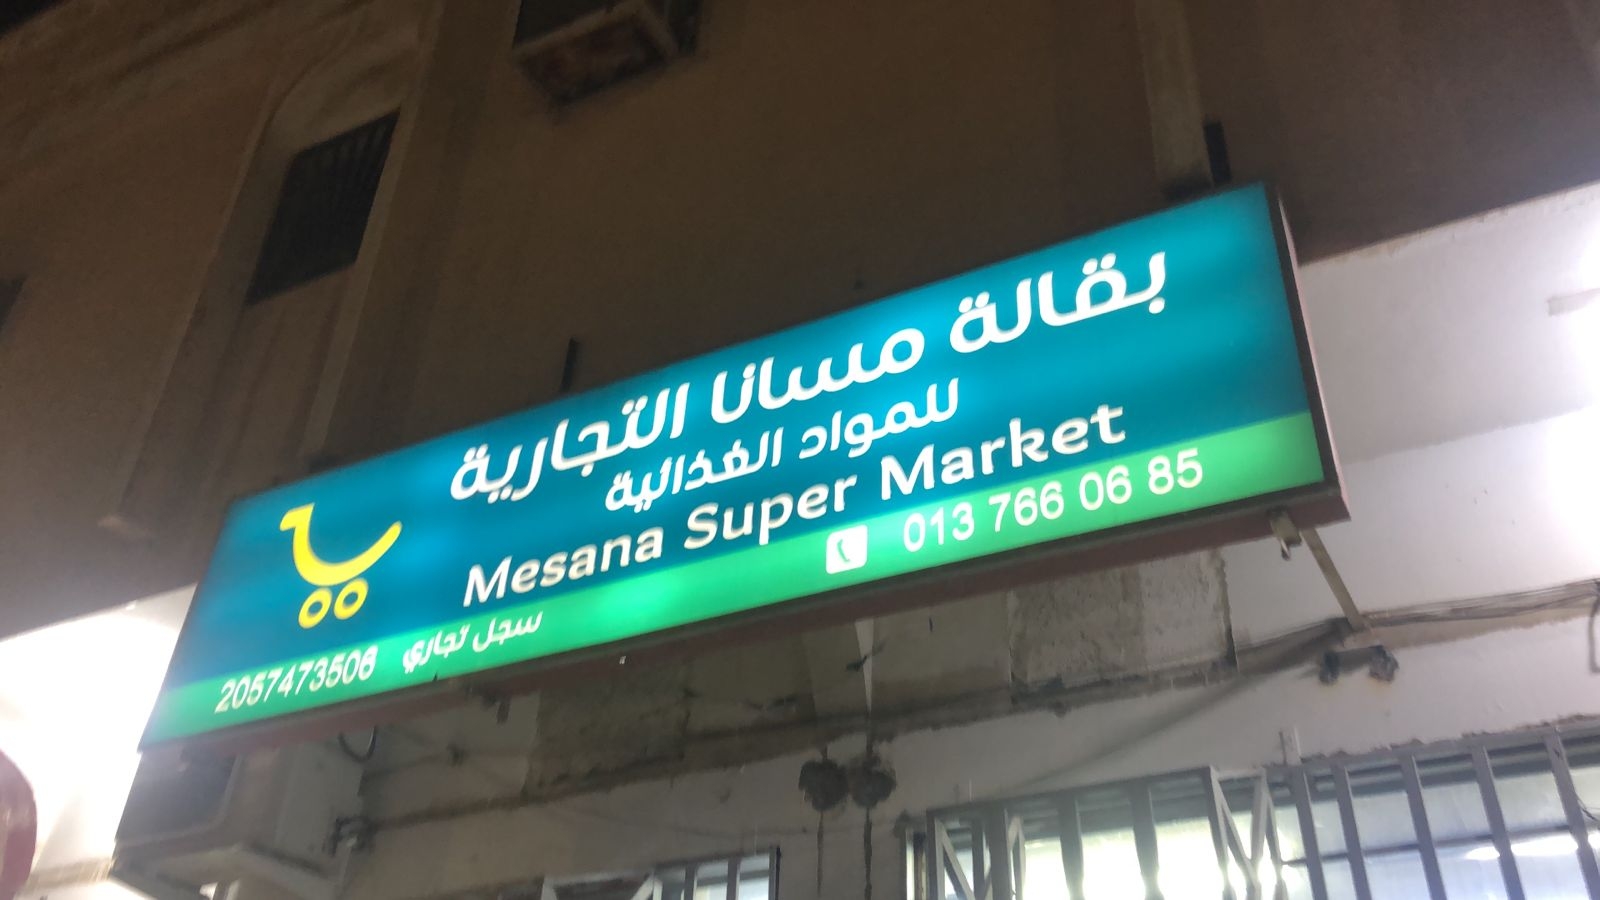 بقالة مسانا التجارية
للمواد الغذائية
Mesana Super Market
013 766 06 85
سجل تجاري 2057473506